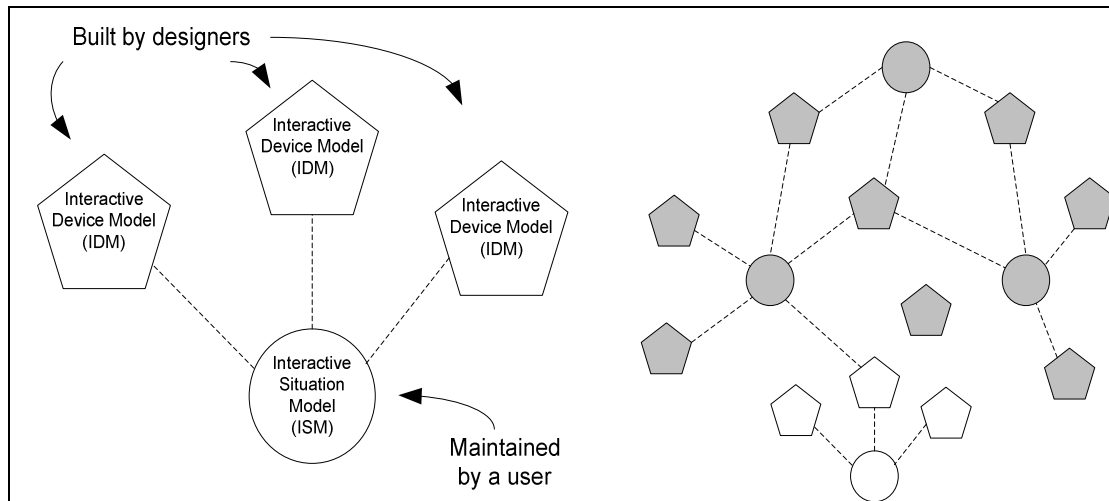 Built by designers
Interactive
Device Model
(IDM)
Interactive
Device Model
(IDM)
Interactive
Device Model
(IDM)
Interactive
Situation
Model
(ISM)
Maintained
by a user